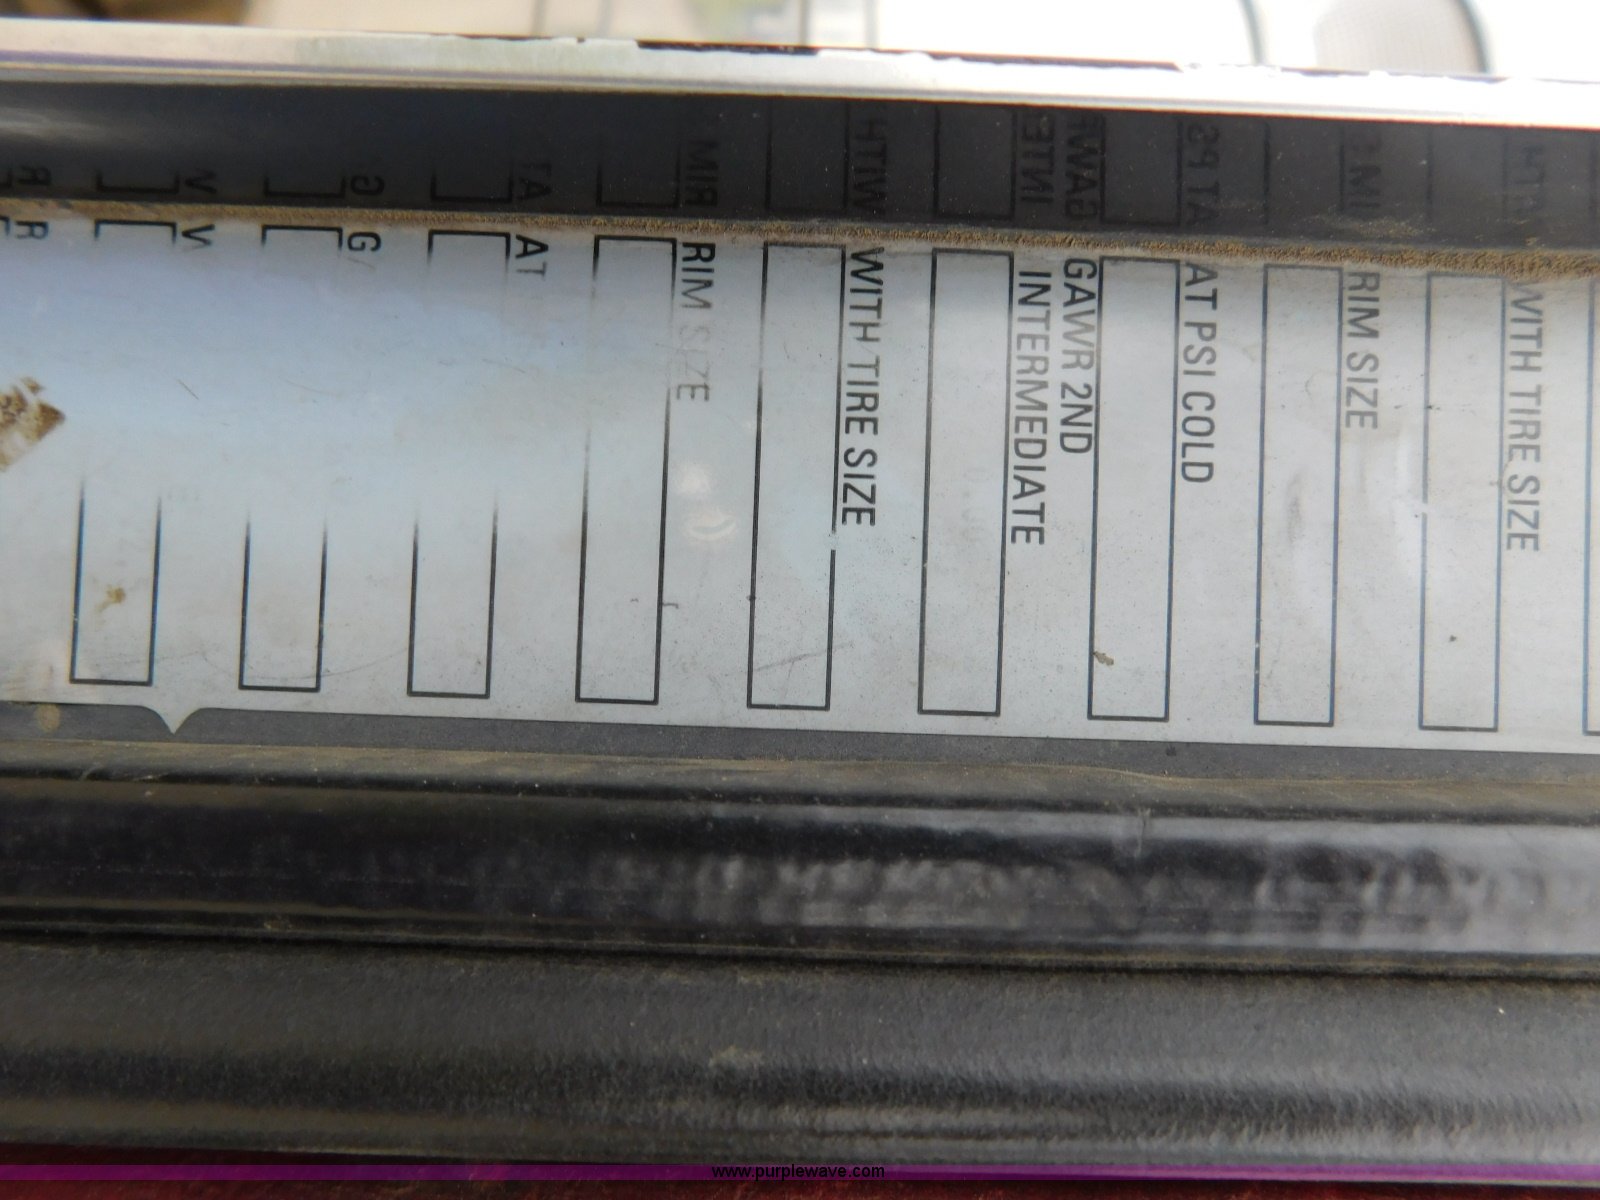 WITH TIRE SIZE
RIM SIZE
AT PSI COLD
GAWR 2ND
INTERMEDIATE
WITH TIRE SIZE
RIM SIZE
AT
www.purplewave.com